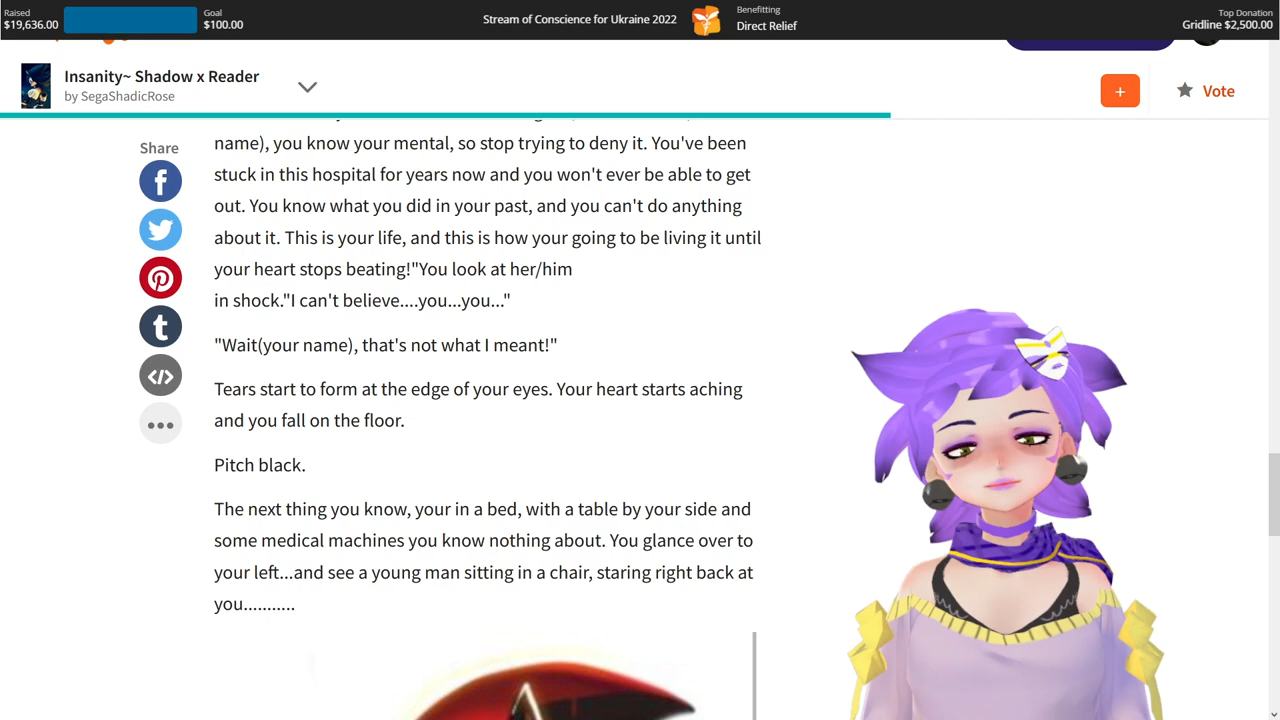 Raised
$19,636.00
Goal
$100.00
Stream of Conscience for Ukraine 2022
Benefitting
Direct Relief
Top Donation
Gridline $2,500.00
Insanity~ Shadow x Reader
by SegaShadicRose
+
Vote
Share
name), you know your mental, so stop trying to deny it. You've been
stuck in this hospital for years now and you won't ever be able to get
out. You know what you did in your past, and you can't do anything
about it. This is your life, and this is how your going to be living it until
your heart stops beating!"You look at her/him
in shock."I can't believe....you...you..."
"Wait(your name), that's not what I meant!"
Tears start to form at the edge of your eyes. Your heart starts aching
and you fall on the floor.
Pitch black.
The next thing you know, your in a bed, with a table by your side and
some medical machines you know nothing about. You glance over to
your left...and see a young man sitting in a chair, staring right back at
you...........